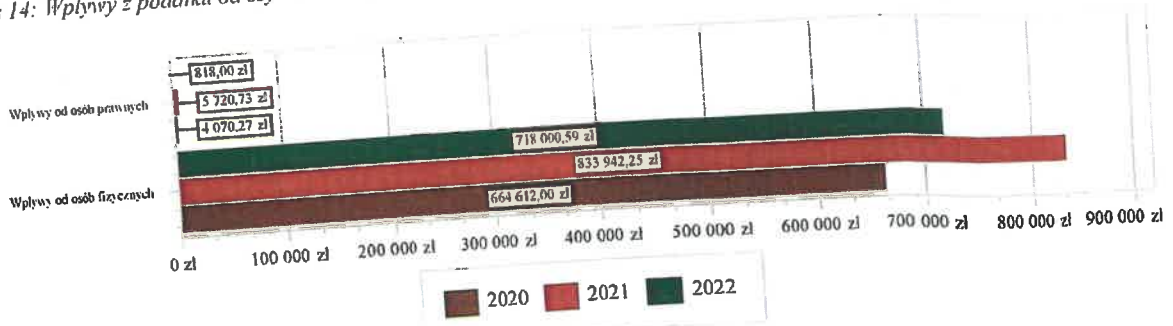 14: Wpływy z podatku od
818,00 zł
Wpływy od osób prawnych
5 720,73 zł
4 070,27 zł
718 000,59 zł
833 942,25 zł
Wpływy od osób fizycznych
664 612,00 zł
0 zł 100 000 zł 200 000 zł 300 000 zł 400 000 zł 500 000 zł 600 000 zł 700 000 zł 800 000 zł 900 000 zł
2020 2021 2022